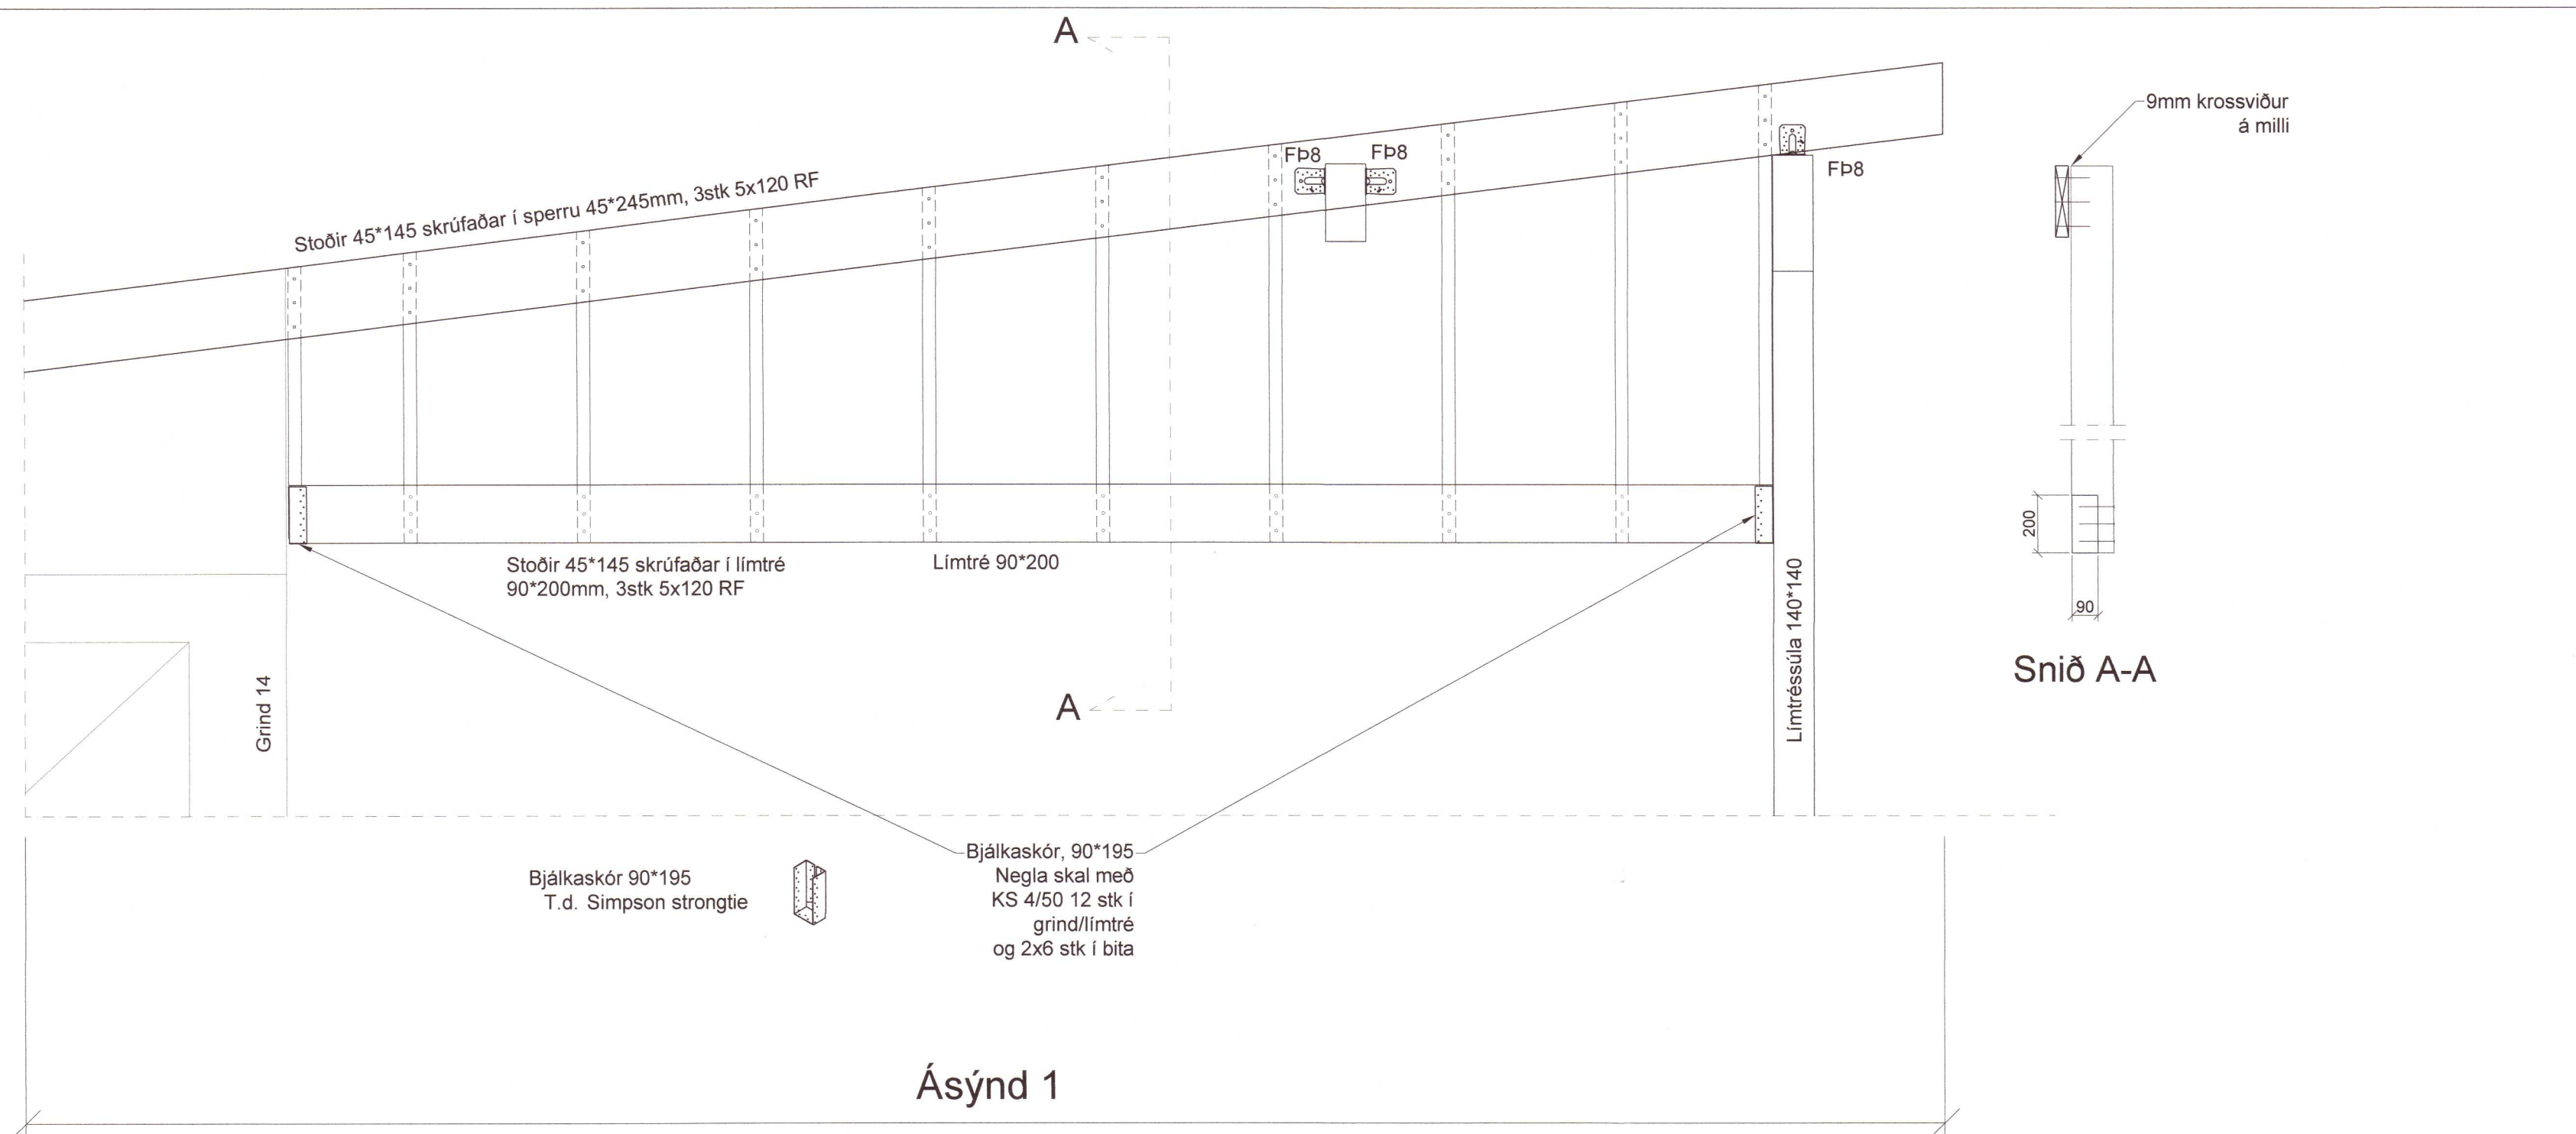 A
9mm krossviður
á milli
FÞ8
FÞ8
FÞ8
Stoðir 45*145 skrúfaðar í sperru 45*245mm, 3stk 5x120 RF
200
Stoðir 45*145 skrúfaðar í límtré
90*200mm, 3stk 5x120 RF
Límtré 90*200
90
Límtréssúla 140*140
Snið A-A
Grind 14
A
Bjálkaskór 90*195
T.d. Simpson strongtie
Bjálkaskór, 90*195
Negla skal með
KS 4/50 12 stk í
grind/límtré
og 2x6 stk í bita
Ásýnd 1